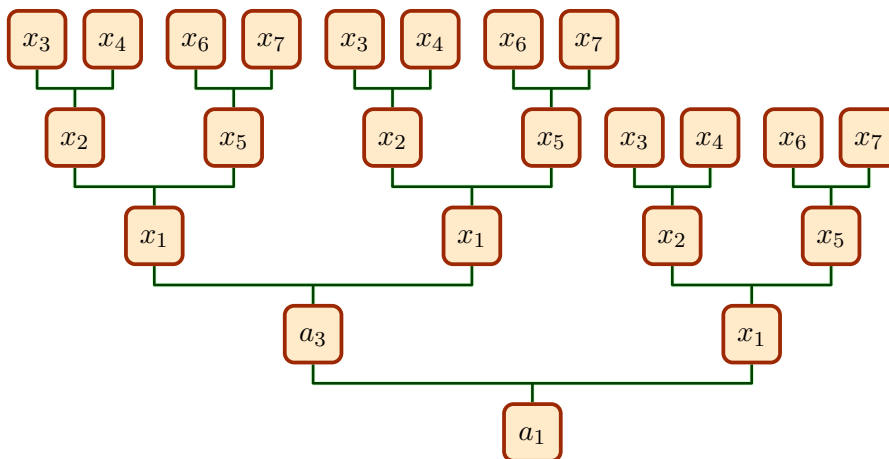 x₃ x₄ x₆ x₇ x₃ x₄ x₆ x₇
x₂ x₅ x₂ x₅ x₃ x₄ x₆ x₇
x₁ x₁ x₂ x₅
a₃ x₁
a₁